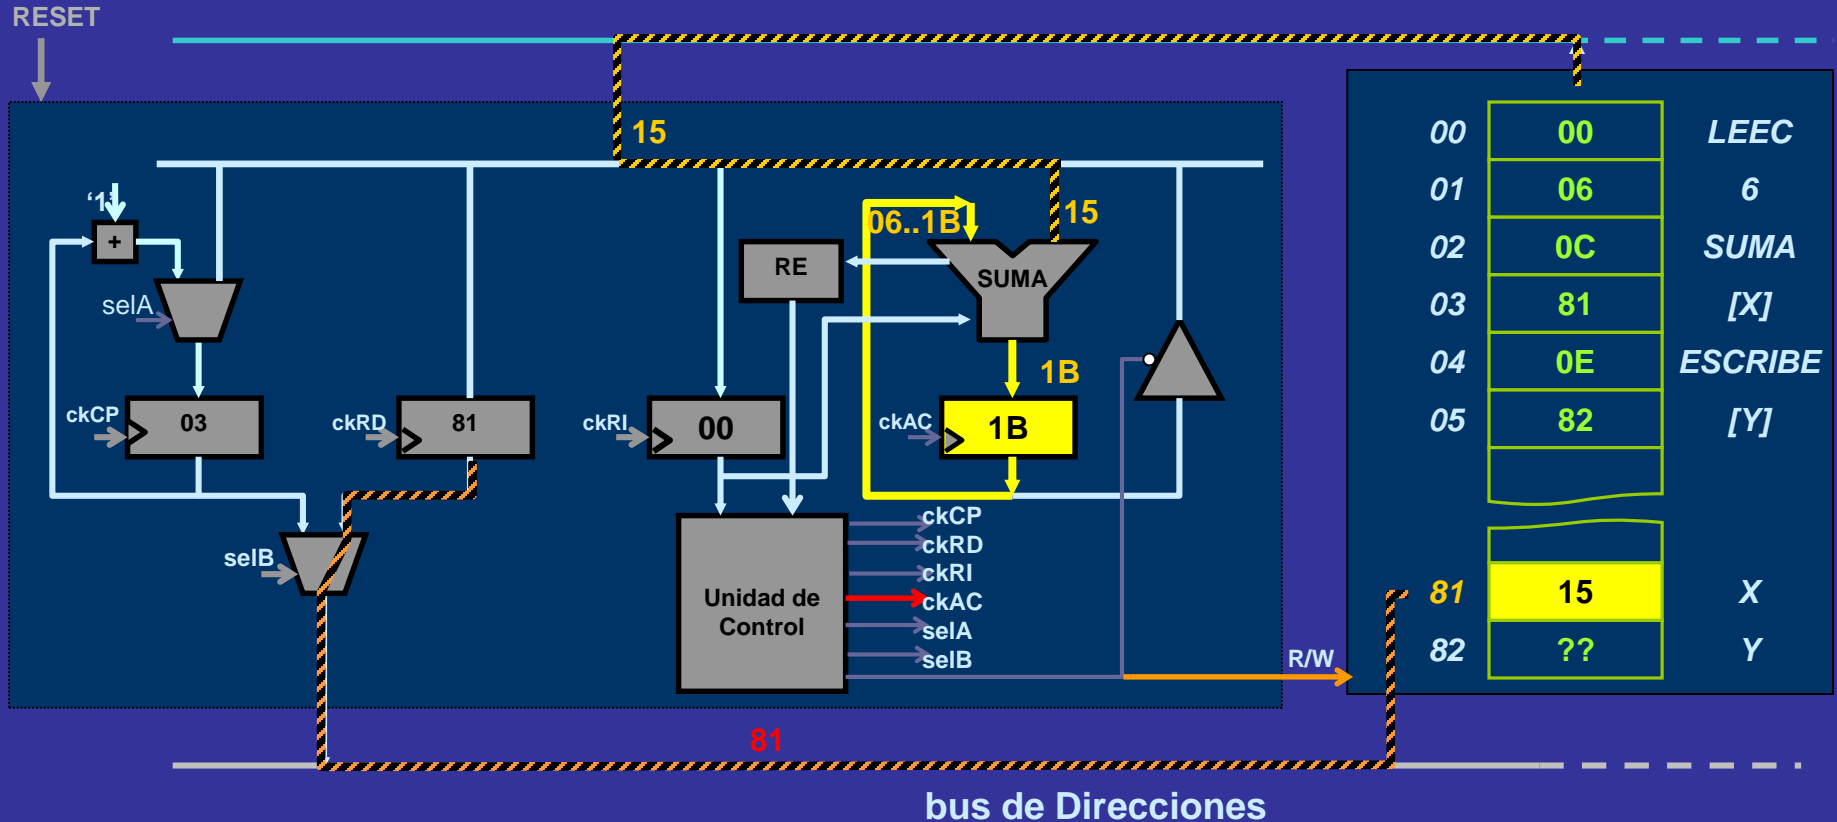 RESET
15
‘1’
+
selA
ckCP
03
ckRD
81
ckRI
00
RE
06..1B
15
SUMA
1B
ckAC
1B
selB
Unidad de
Control
ckCP
ckRD
ckRI
ckAC
selA
selB
R/W
81
bus de Direcciones
00 00 LEEC
01 06 6
02 0C SUMA
03 81 [X]
04 0E ESCRIBE
05 82 [Y]
81 15 X
82 ?? Y